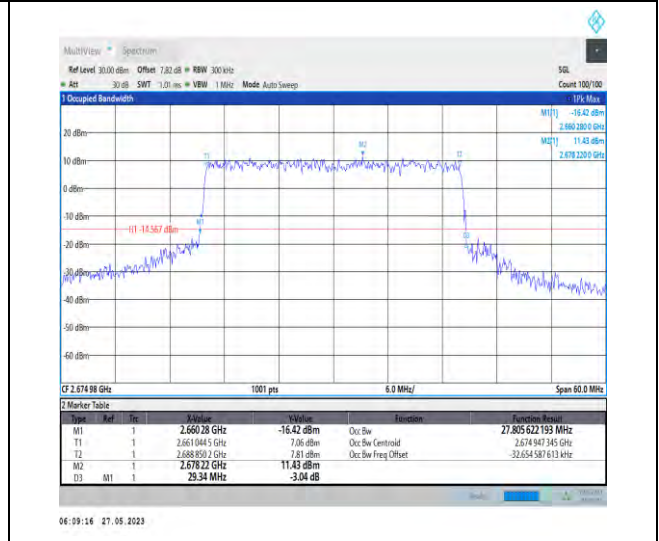 MultiView Spectrum
Ref Level 30.00 dBm Offset 7.82 dB RBW 300 kHz SGL
Att 30 dB SWT 1.01 ms VBW 1 MHz Mode Auto Sweep Count 100/100
1 Occupied Bandwidth 1Pk Max
M1[1] -16.42 dBm
2.660 280 0 GHz
M2[1] 11.43 dBm
2.678 220 0 GHz
20 dBm
M2
T1 T2
10 dBm
0 dBm
-10 dBm
M1
H1 -14.567 dBm
D3
-20 dBm
-30 dBm
-40 dBm
-50 dBm
-60 dBm
CF 2.674 98 GHz 1001 pts 6.0 MHz/ Span 60.0 MHz
2 Marker Table
Type Ref Trc X-Value Y-Value Function Function Result
M1 1 2.660 28 GHz -16.42 dBm Occ Bw 27.805 622 193 MHz
T1 1 2.661 044 5 GHz 7.06 dBm Occ Bw Centroid 2.674 947 345 GHz
T2 1 2.688 850 2 GHz 7.81 dBm Occ Bw Freq Offset -32.654 587 613 kHz
M2 1 2.678 22 GHz 11.43 dBm
D3 M1 1 29.34 MHz -3.04 dB
06:09:16 27.05.2023